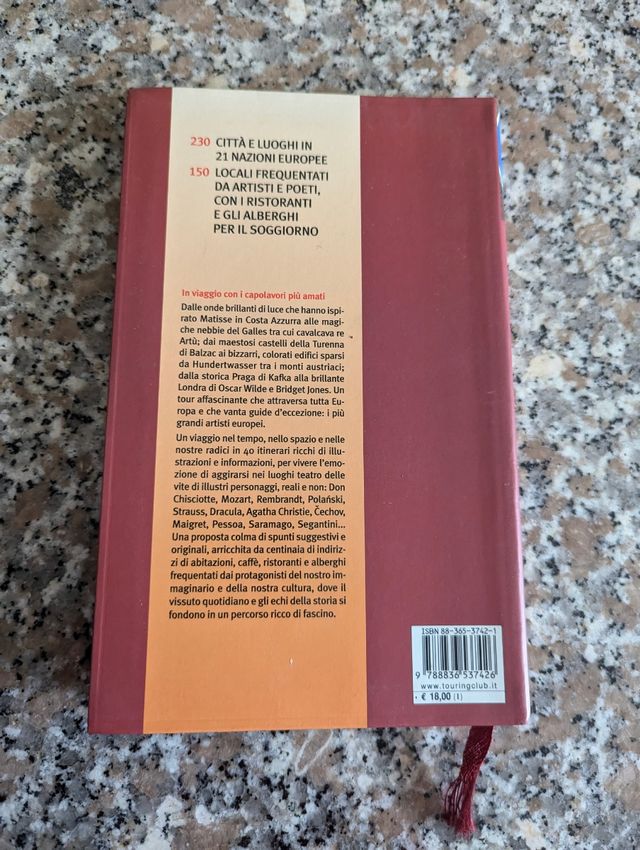 230 CITTÀ E LUOGHI IN
21 NAZIONI EUROPEE
150 LOCALI FREQUENTATI
DA ARTISTI E POETI,
CON I RISTORANTI
E GLI ALBERGHI
PER IL SOGGIORNO
In viaggio con i capolavori più amati
Dalle onde brillanti di luce che hanno ispi-
rato Matisse in Costa Azzurra alle magi-
che nebbie del Galles tra cui cavalcava re
Artù; dai maestosi castelli della Turenna
di Balzac ai bizzarri, colorati edifici sparsi
da Hundertwasser tra i monti austriaci;
dalla storica Praga di Kafka alla brillante
Londra di Oscar Wilde e Bridget Jones. Un
tour affascinante che attraversa tutta Eu-
ropa e che vanta guide d'eccezione: i più
grandi artisti europei.
Un viaggio nel tempo, nello spazio e nelle
nostre radici in 40 itinerari ricchi di illu-
strazioni e informazioni, per vivere l'emo-
zione di aggirarsi nei luoghi teatro delle
vite di illustri personaggi, reali e non: Don
Chisciotte, Mozart, Rembrandt, Polański,
Strauss, Dracula, Agatha Christie, Čechov,
Maigret, Pessoa, Saramago, Segantini...
Una proposta colma di spunti suggestivi e
originali, arricchita da centinaia di indiriz-
zi di abitazioni, caffè, ristoranti e alberghi
frequentati dai protagonisti del nostro im-
maginario e della nostra cultura, dove il
vissuto quotidiano e gli echi della storia si
fondono in un percorso ricco di fascino.
ISBN 88-365-3742-1
9 788836 537426
www.touringclub.it
• € 18,00 (I)